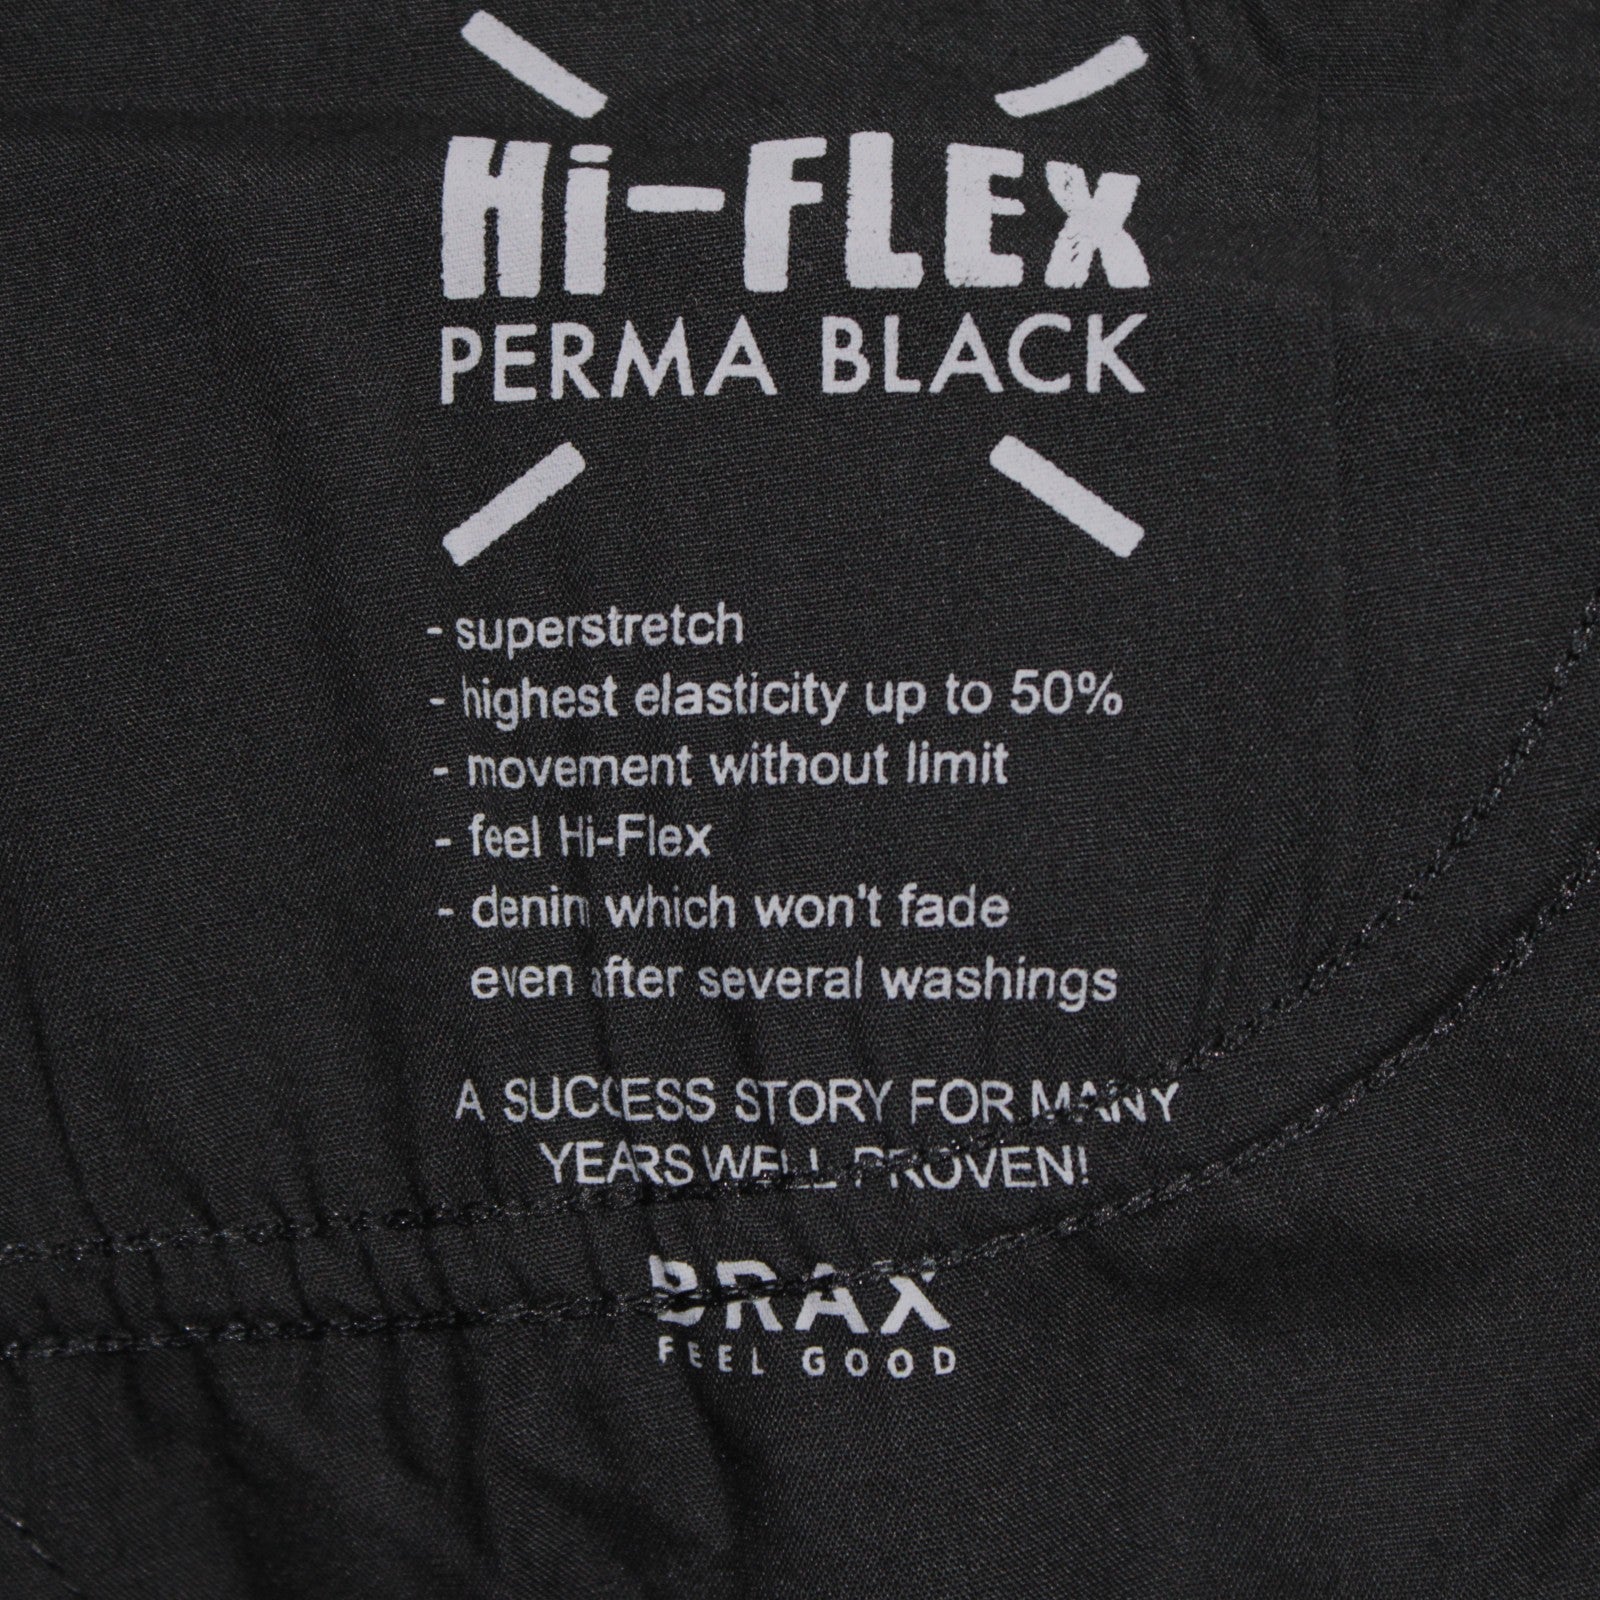 Hi-FLEX
PERMA BLACK
- superstretch
- highest elasticity up to 50%
- movement without limit
- feel Hi-Flex
- denim which won't fade
even after several washings
A SUCCESS STORY FOR MANY
YEARS WELL PROVEN!
BRAX
FEEL GOOD